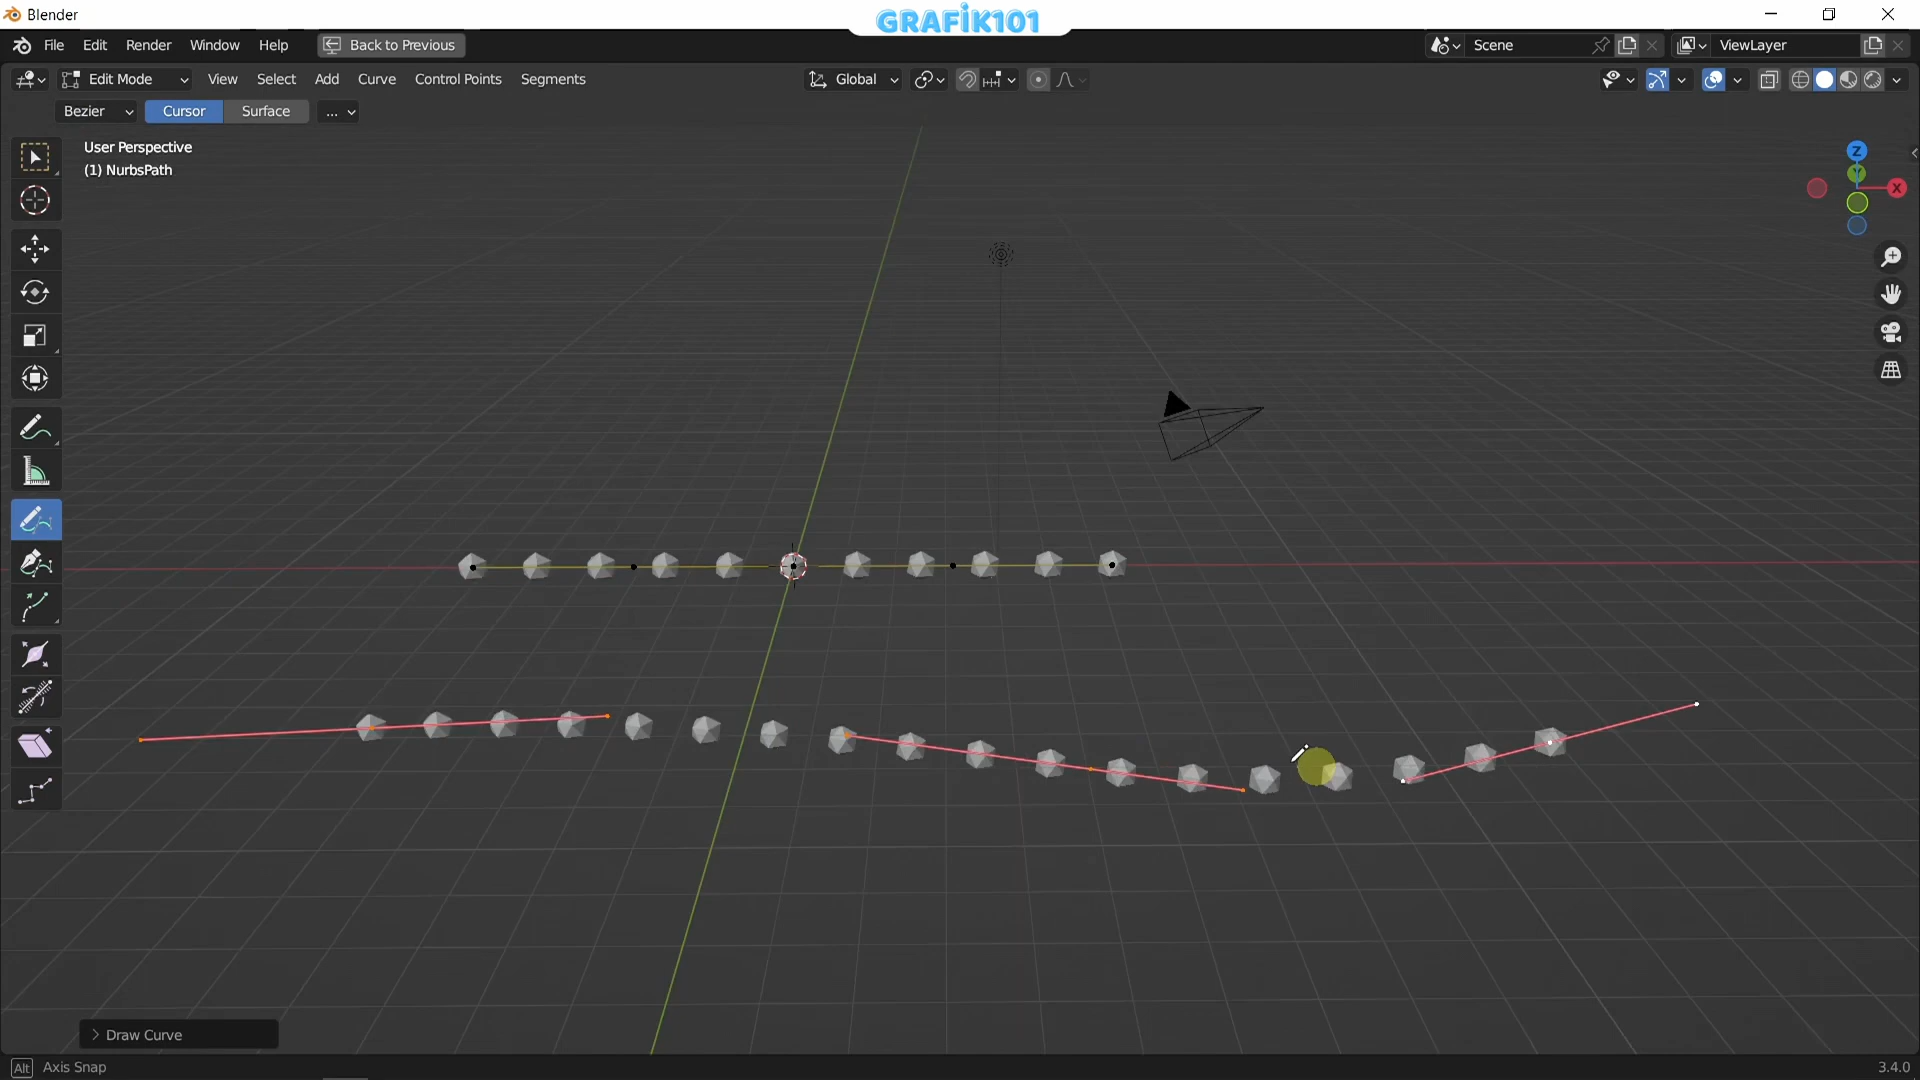 Blender
GRAFİK101
File Edit Render Window Help Back to Previous Scene ViewLayer
Edit Mode View Select Add Curve Control Points Segments Global
Bezier Cursor Surface ...
User Perspective
(1) NurbsPath
Z
Y
X
Draw Curve
Alt Axis Snap 3.4.0